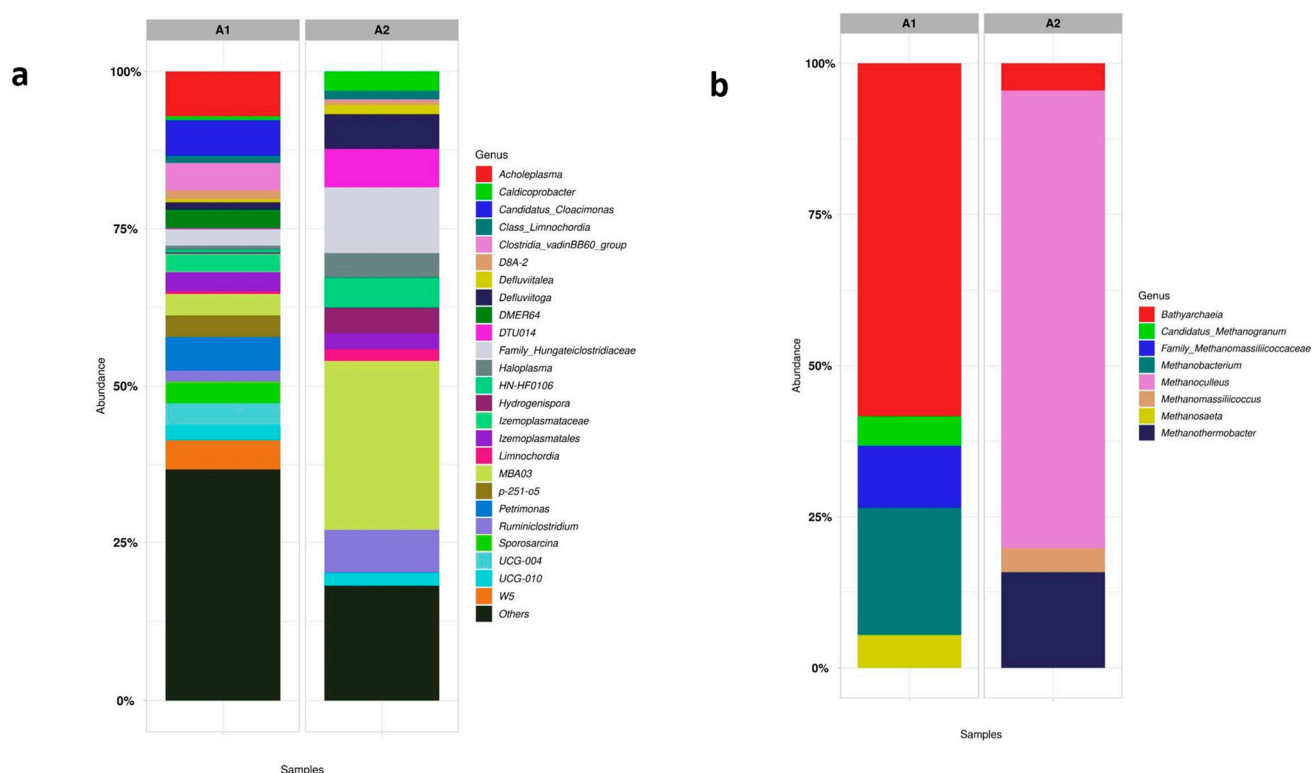 a
A1 A2
100%
75%
50%
25%
0%
Abundance
Samples
Genus
Acholeplasma
Caldicoprobacter
Candidatus_Cloacimonas
Class_Limnochordia
Clostridia_vadinBB60_group
D8A-2
Defluviitalea
Defluviitoga
DMER64
DTU014
Family_Hungateiclostridiaceae
Haloplasma
HN-HF0106
Hydrogenispora
Izemoplasmataceae
Izemoplasmatales
Limnochordia
MBA03
p-251-o5
Petrimonas
Ruminiclostridium
Sporosarcina
UCG-004
UCG-010
W5
Others
b
A1 A2
100%
75%
50%
25%
0%
Abundance
Samples
Genus
Bathyarchaeia
Candidatus_Methanogranum
Family_Methanomassiliicoccaceae
Methanobacterium
Methanoculleus
Methanomassiliicoccus
Methanosaeta
Methanothermobacter